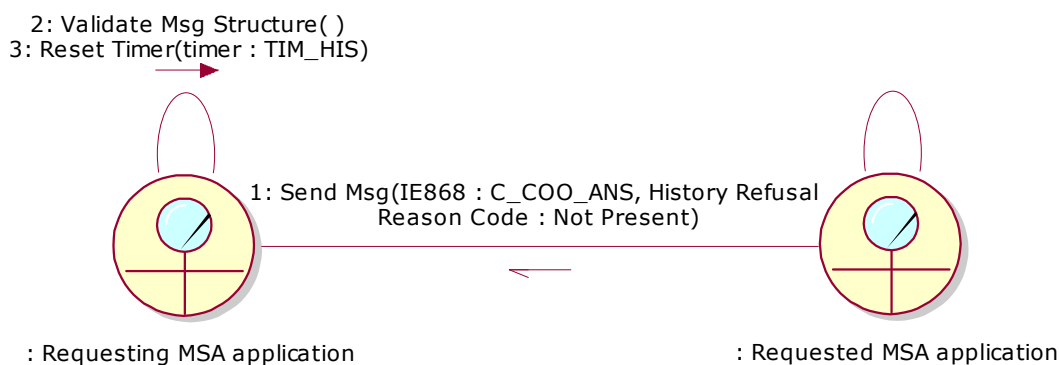 2: Validate Msg Structure( )
3: Reset Timer(timer : TIM_HIS)
1: Send Msg(IE868 : C_COO_ANS, History Refusal
Reason Code : Not Present)
: Requesting MSA application
: Requested MSA application